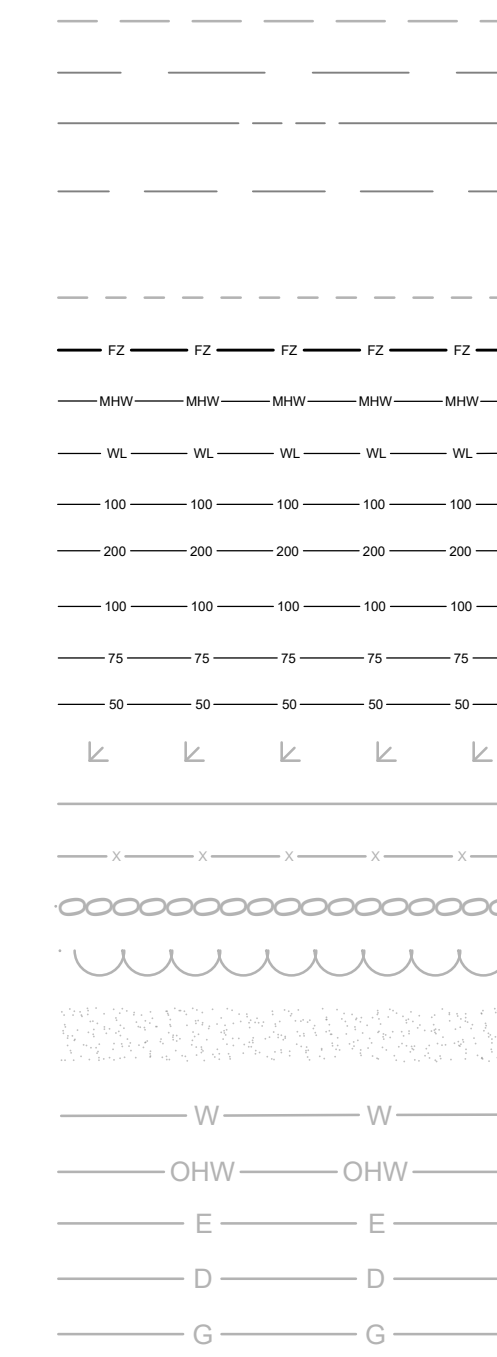 FZ FZ FZ FZ FZ
MHW MHW MHW MHW MHW
WL WL WL WL WL
100 100 100 100 100
200 200 200 200 200
100 100 100 100 100
75 75 75 75 75
50 50 50 50 50
X X X X X
W W
OHW OHW
E E
D D
G G